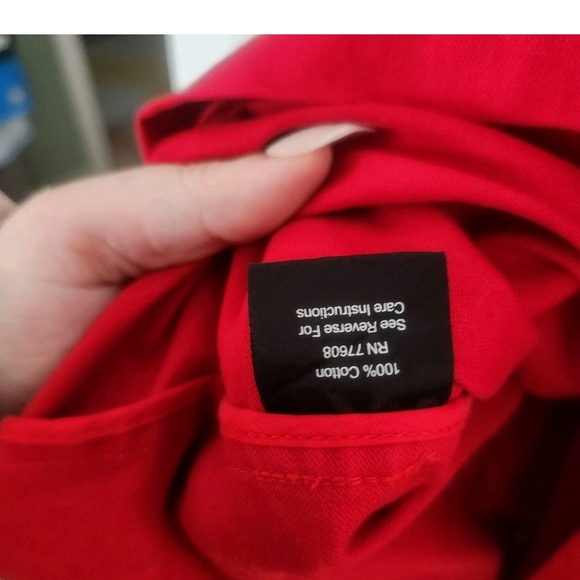 100% Cotton
RN 77608
See Reverse For
Care Instructions